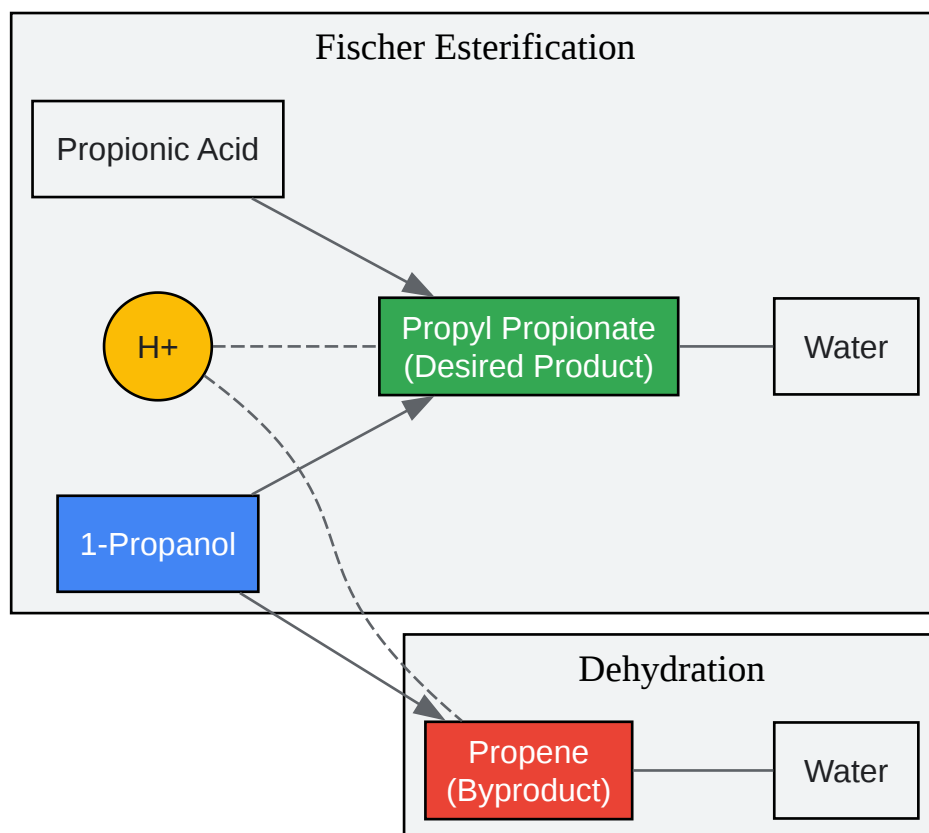 Fischer Esterification
Propionic Acid
H+
Propyl Propionate
(Desired Product)
Water
1-Propanol
Dehydration
Propene
(Byproduct)
Water